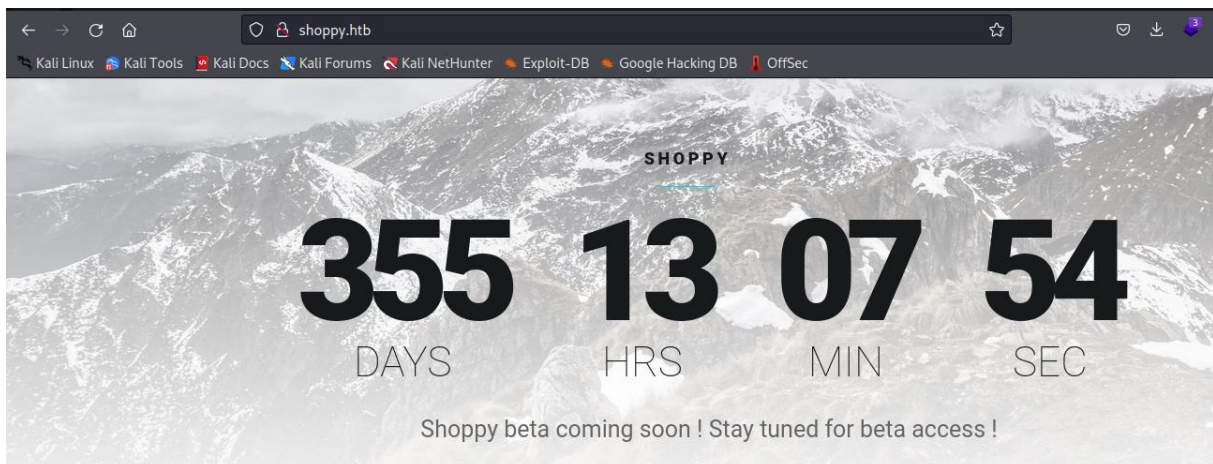 shoppy.htb
3
Kali Linux Kali Tools Kali Docs Kali Forums Kali NetHunter Exploit-DB Google Hacking DB OffSec
SHOPPY
355 13 07 54
DAYS HRS MIN SEC
Shoppy beta coming soon ! Stay tuned for beta access !